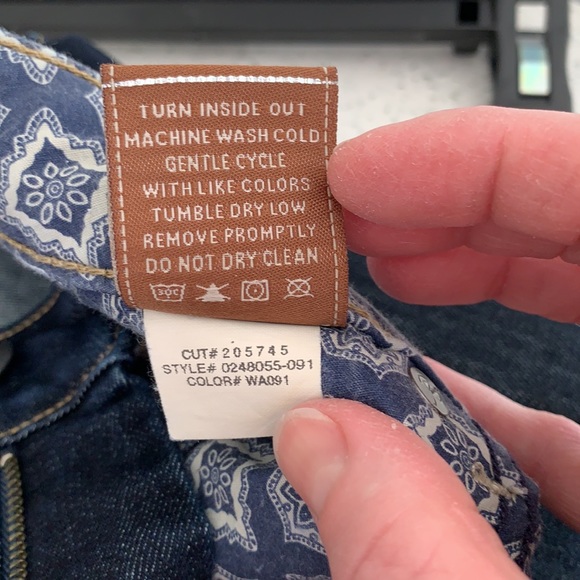 TURN INSIDE OUT
MACHINE WASH COLD
GENTLE CYCLE
WITH LIKE COLORS
TUMBLE DRY LOW
REMOVE PROMPTLY
DO NOT DRY CLEAN
30C
CUT# 205745
STYLE# 0248055-091
COLOR# WA091